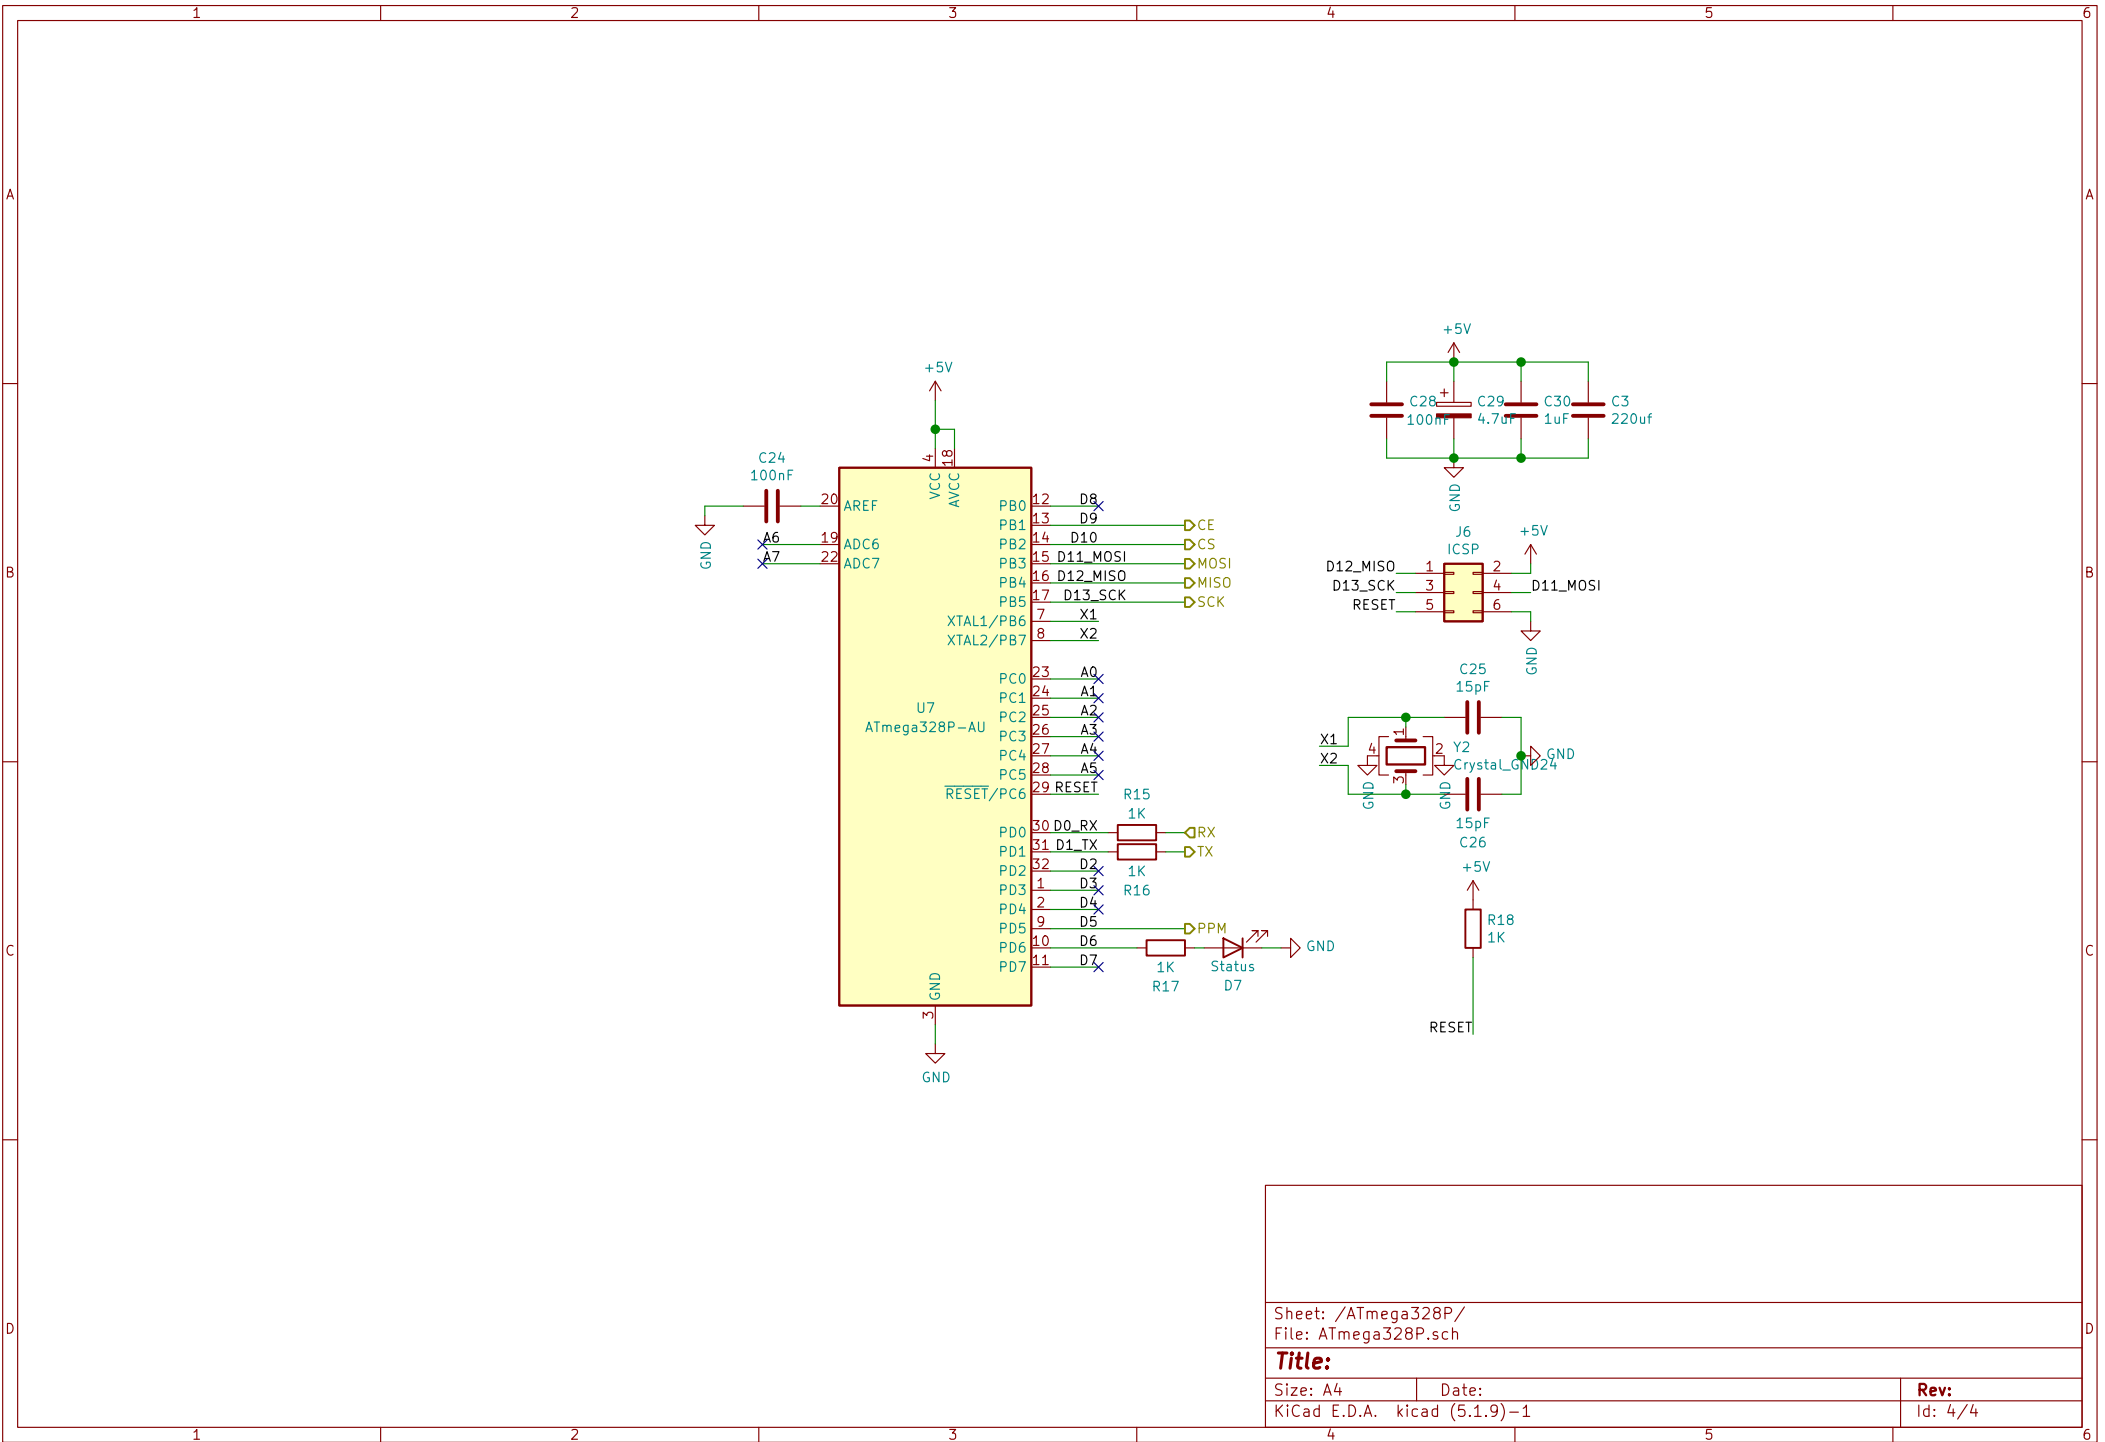 1 2 3 4 5 6
A A
B B
C C
D D
1 2 3 4 5 6
+5V
C24
100nF
GND
4 VCC
18 AVCC
20 AREF
A6 19 ADC6
A7 22 ADC7
U7
ATmega328P-AU
PB0 12 D8
PB1 13 D9 CE
PB2 14 D10 CS
PB3 15 D11_MOSI MOSI
PB4 16 D12_MISO MISO
PB5 17 D13_SCK SCK
XTAL1/PB6 7 X1
XTAL2/PB7 8 X2
PC0 23 A0
PC1 24 A1
PC2 25 A2
PC3 26 A3
PC4 27 A4
PC5 28 A5
RESET/PC6 29 RESET
R15
1K
PD0 30 D0_RX RX
PD1 31 D1_TX TX
1K
R16
PD2 32 D2
PD3 1 D3
PD4 2 D4
PD5 9 D5 PPM
PD6 10 D6 GND
1K
R17
Status
D7
PD7 11 D7
GND
3
GND
+5V
+
C28
100nF
C29
4.7uF
C30
1uF
C3
220uf
GND
J6
ICSP
+5V
D12_MISO 1 2
D13_SCK 3 4 D11_MOSI
RESET 5 6
GND
C25
15pF
X1
X2
1
4 2
3
Y2
Crystal_GND24
GND
GND
GND
15pF
C26
+5V
R18
1K
RESET
Sheet: /ATmega328P/
File: ATmega328P.sch
Title:
Size: A4 Date: Rev:
KiCad E.D.A. kicad (5.1.9)-1 Id: 4/4